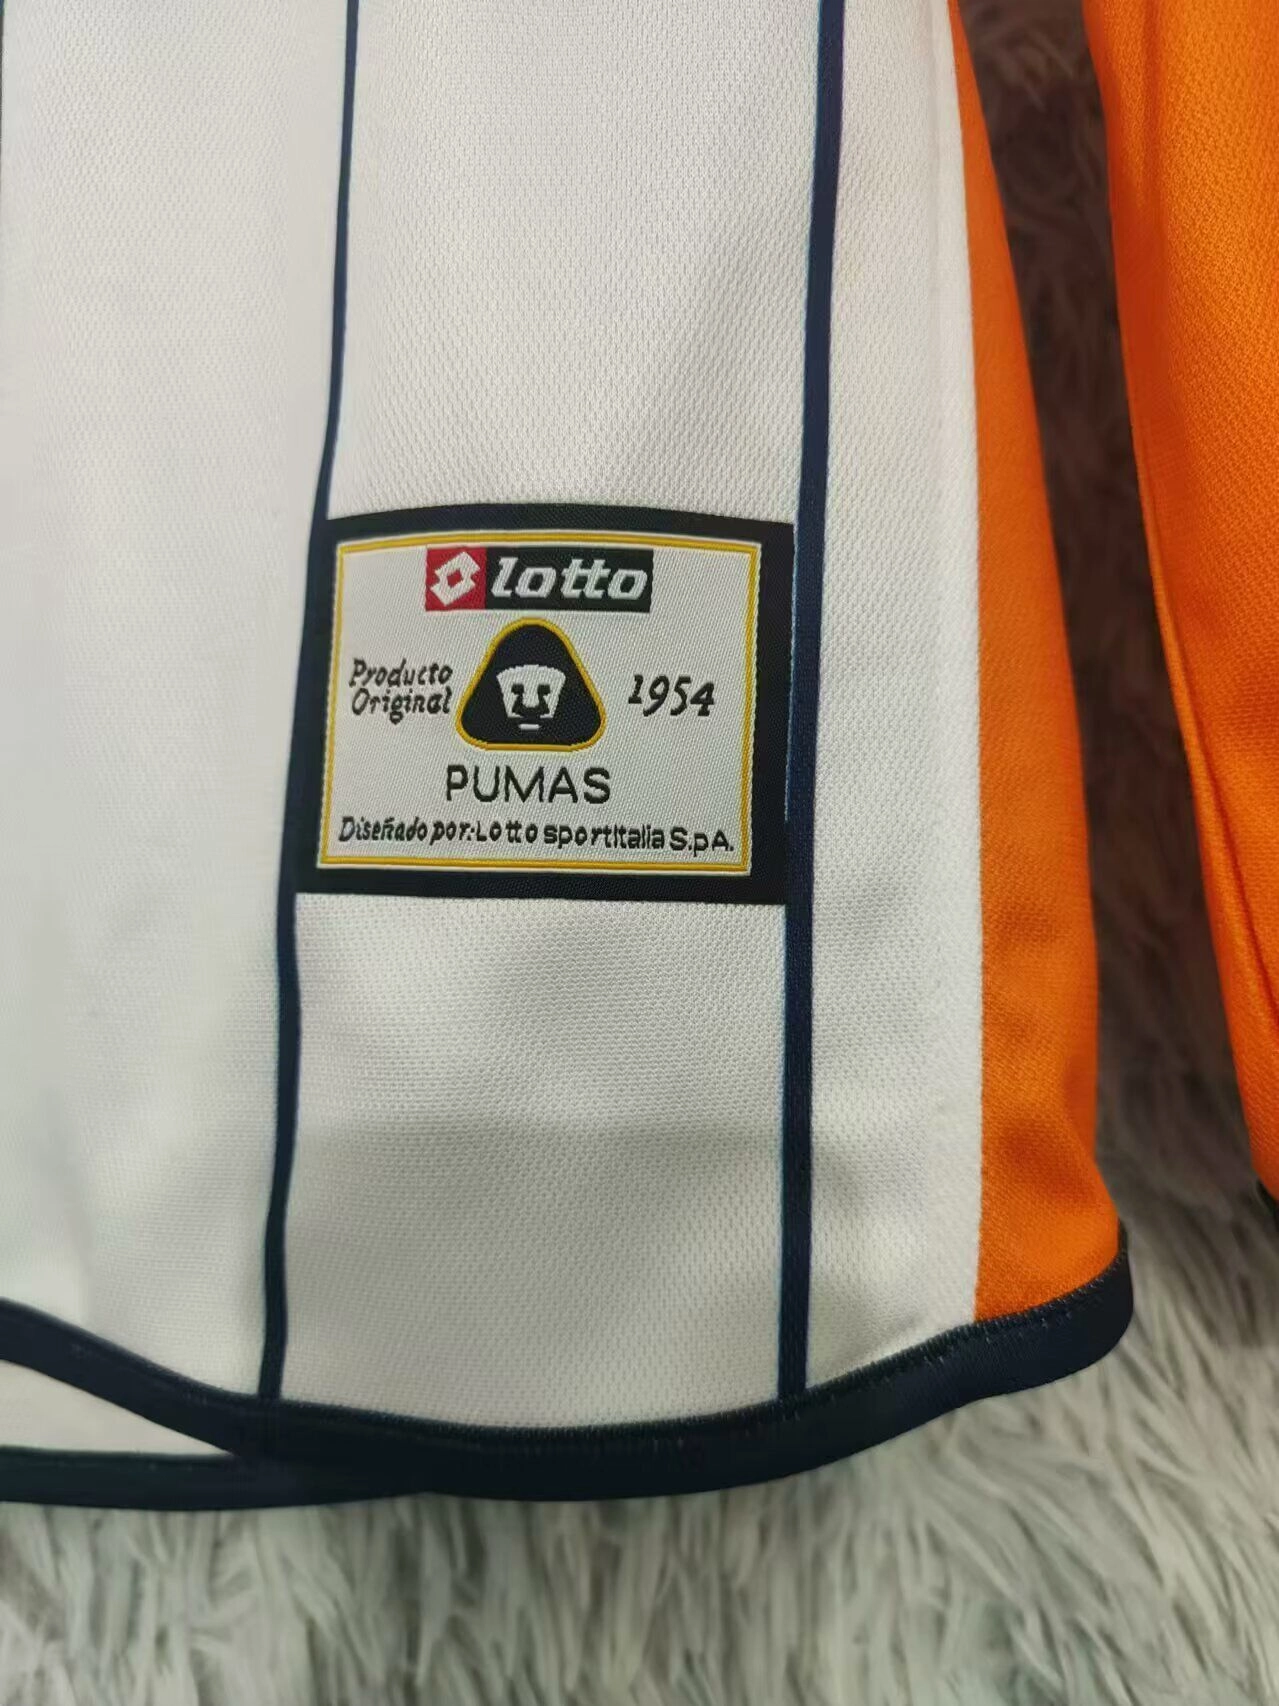 lotto
Producto
Original
1954
PUMAS
Diseñado por: Lotto sportItalia S.pA.